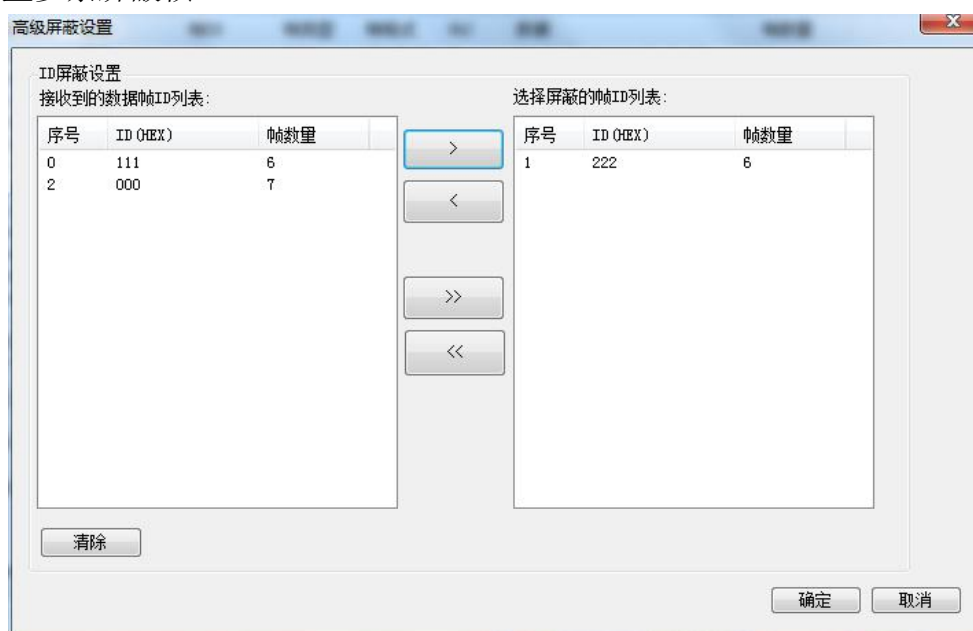 高级屏蔽设置
ID屏蔽设置
接收到的数据帧ID列表:
选择屏蔽的帧ID列表:
序号 ID(HEX) 帧数量
0 111 6
2 000 7
>
<
>>
<<
序号 ID(HEX) 帧数量
1 222 6
清除
确定 取消